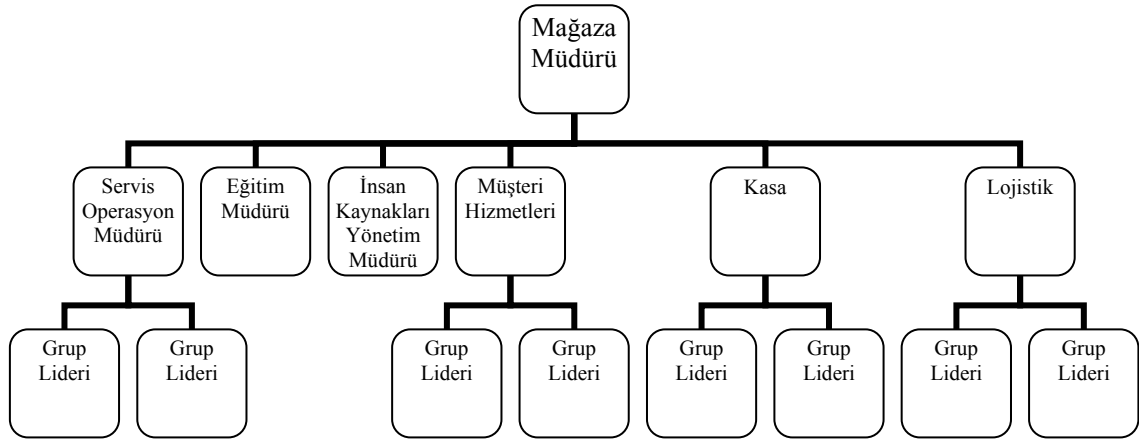 Mağaza
Müdürü
Servis
Operasyon
Müdürü
Eğitim
Müdürü
İnsan
Kaynakları
Yönetim
Müdürü
Müşteri
Hizmetleri
Kasa
Lojistik
Grup
Lideri
Grup
Lideri
Grup
Lideri
Grup
Lideri
Grup
Lideri
Grup
Lideri
Grup
Lideri
Grup
Lideri